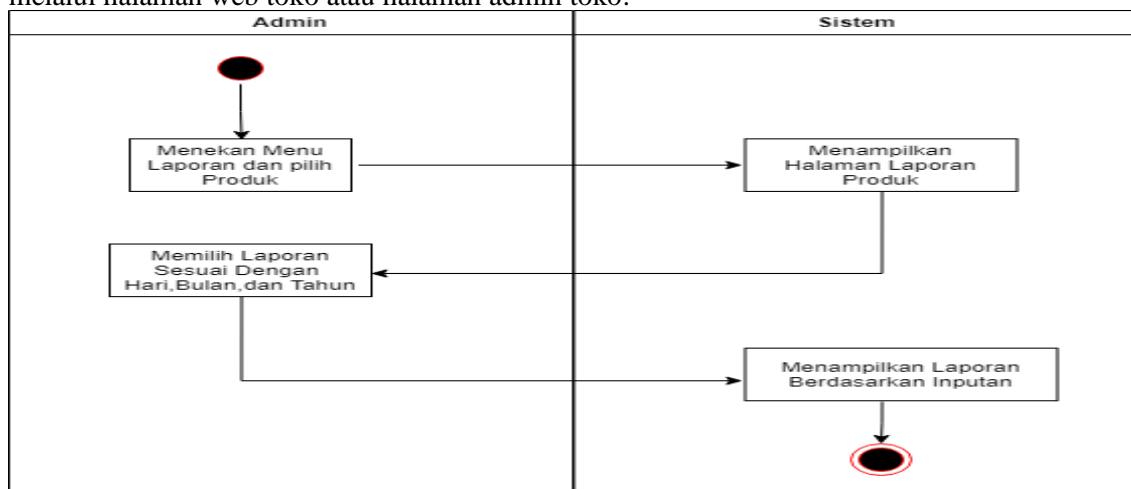 melalui halaman web toko atau halaman admin toko.
Admin
Sistem
Menekan Menu
Laporan dan pilih
Produk
Menampilkan
Halaman Laporan
Produk
Memilih Laporan
Sesuai Dengan
Hari,Bulan,dan Tahun
Menampilkan Laporan
Berdasarkan Inputan